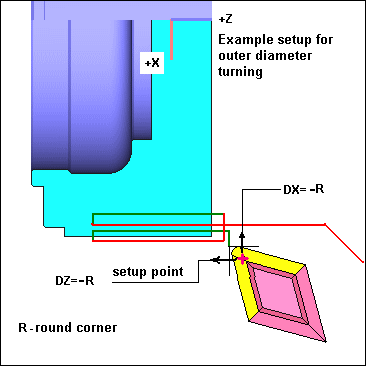 +Z
Example setup for
outer diameter
turning
+X
DX= -R
setup point
DZ=-R
R -round corner